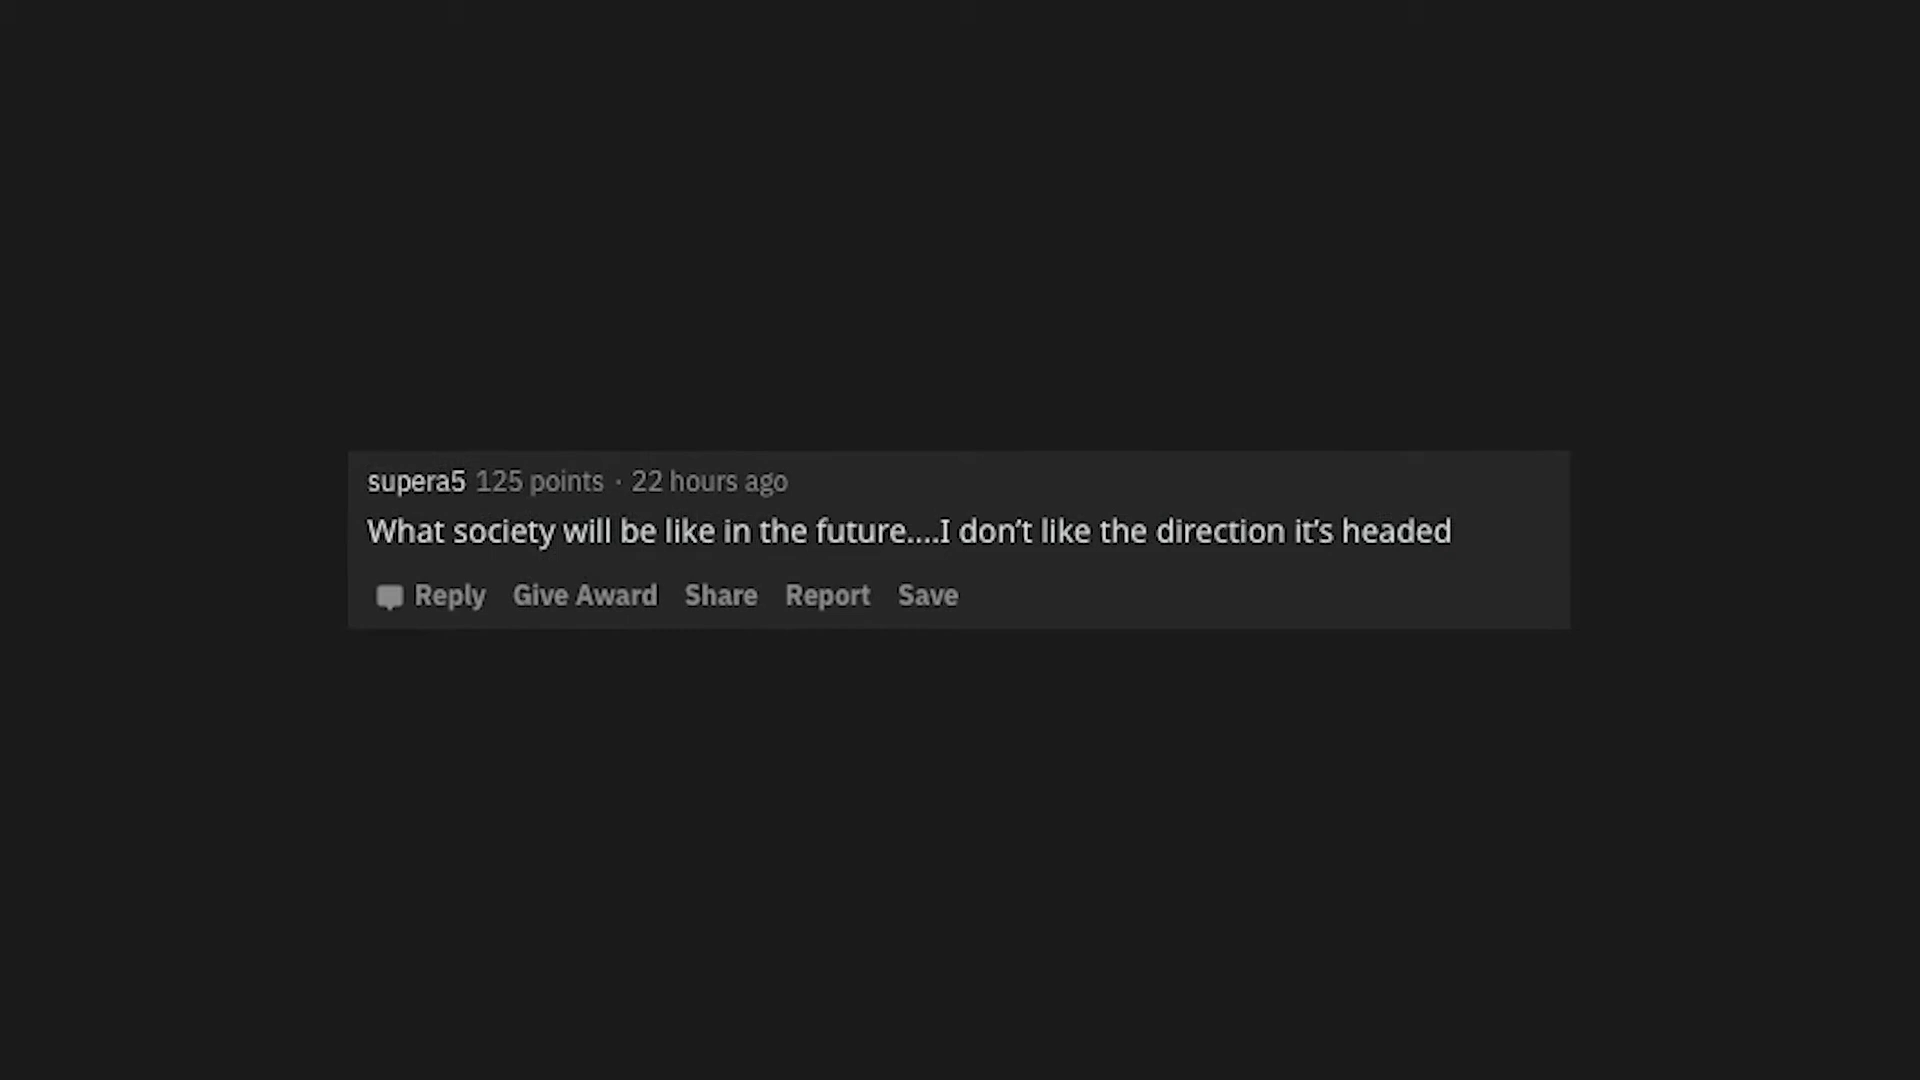 supera5 125 points · 22 hours ago
What society will be like in the future....I don’t like the direction it’s headed
Reply Give Award Share Report Save